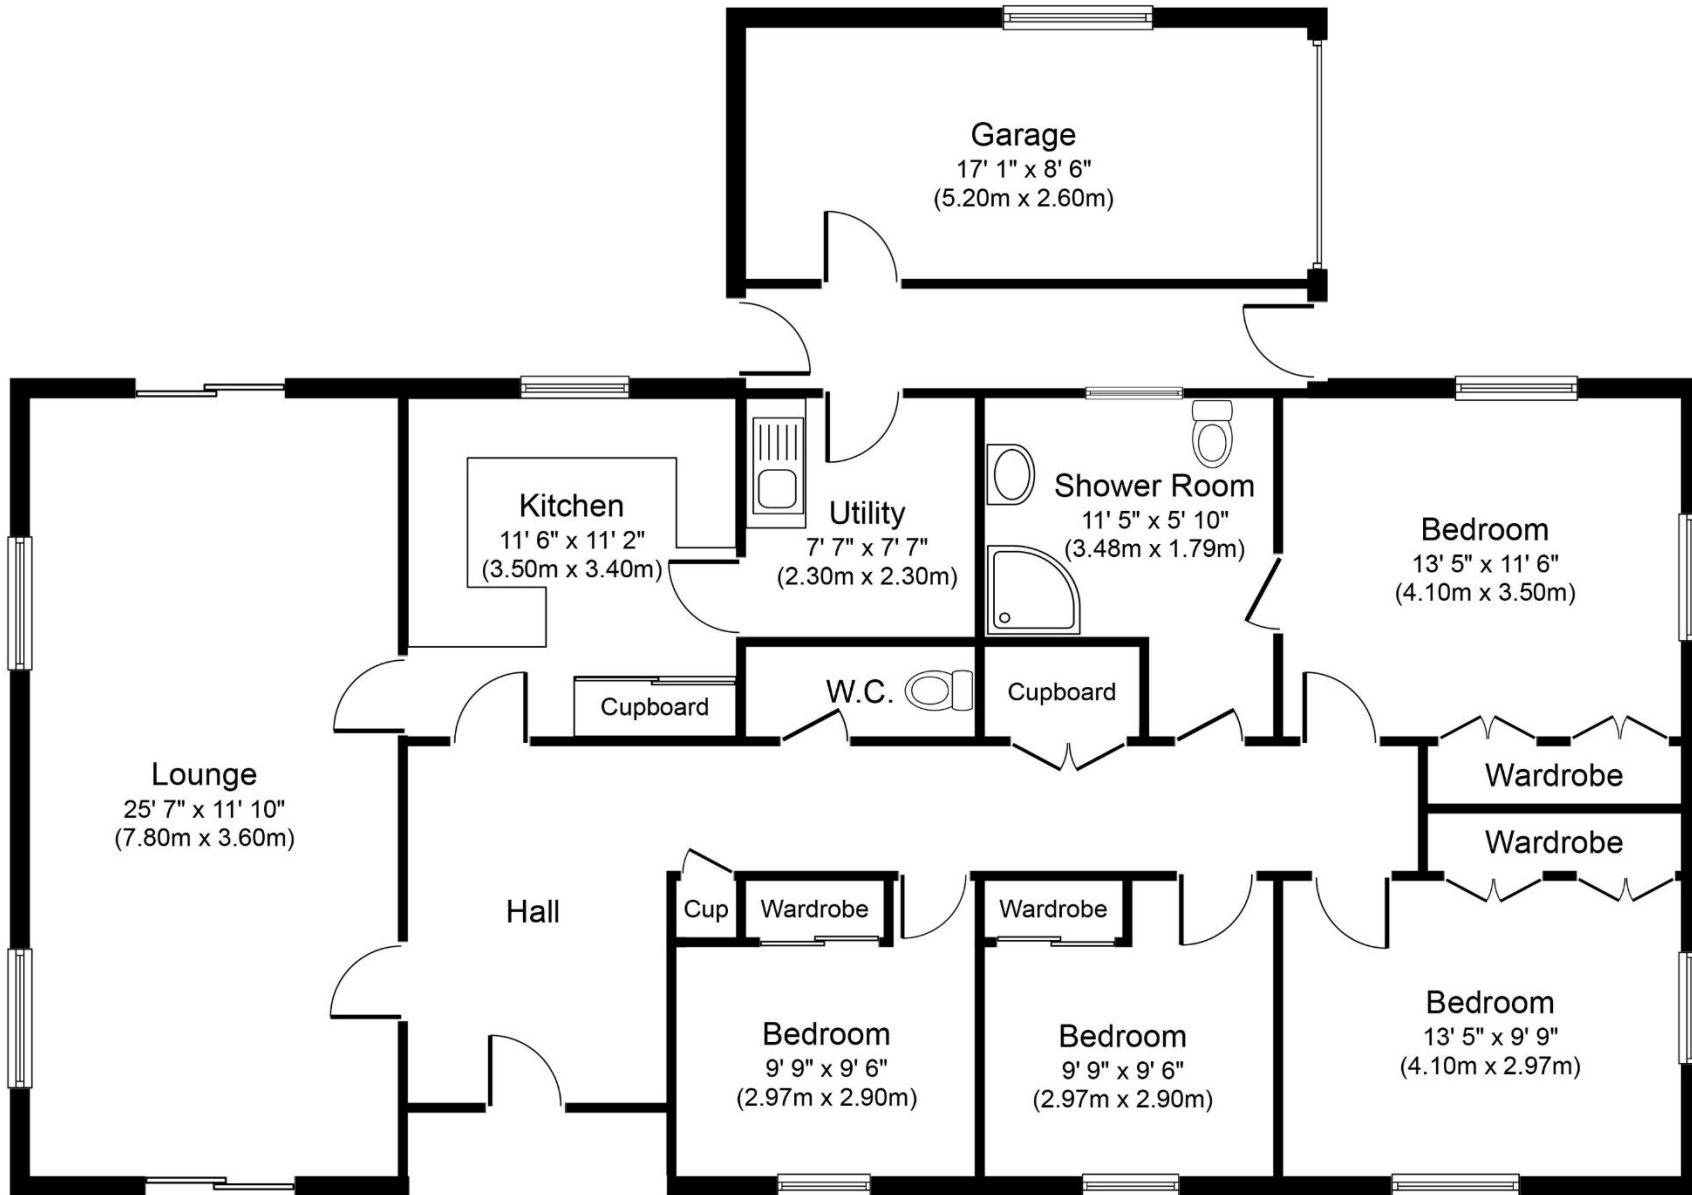 Garage
17' 1" x 8' 6"
(5.20m x 2.60m)
Kitchen
11' 6" x 11' 2"
(3.50m x 3.40m)
Utility
7' 7" x 7' 7"
(2.30m x 2.30m)
Shower Room
11' 5" x 5' 10"
(3.48m x 1.79m)
Bedroom
13' 5" x 11' 6"
(4.10m x 3.50m)
Cupboard
W.C.
Cupboard
Lounge
25' 7" x 11' 10"
(7.80m x 3.60m)
Wardrobe
Wardrobe
Hall
Cup
Wardrobe
Wardrobe
Bedroom
9' 9" x 9' 6"
(2.97m x 2.90m)
Bedroom
9' 9" x 9' 6"
(2.97m x 2.90m)
Bedroom
13' 5" x 9' 9"
(4.10m x 2.97m)